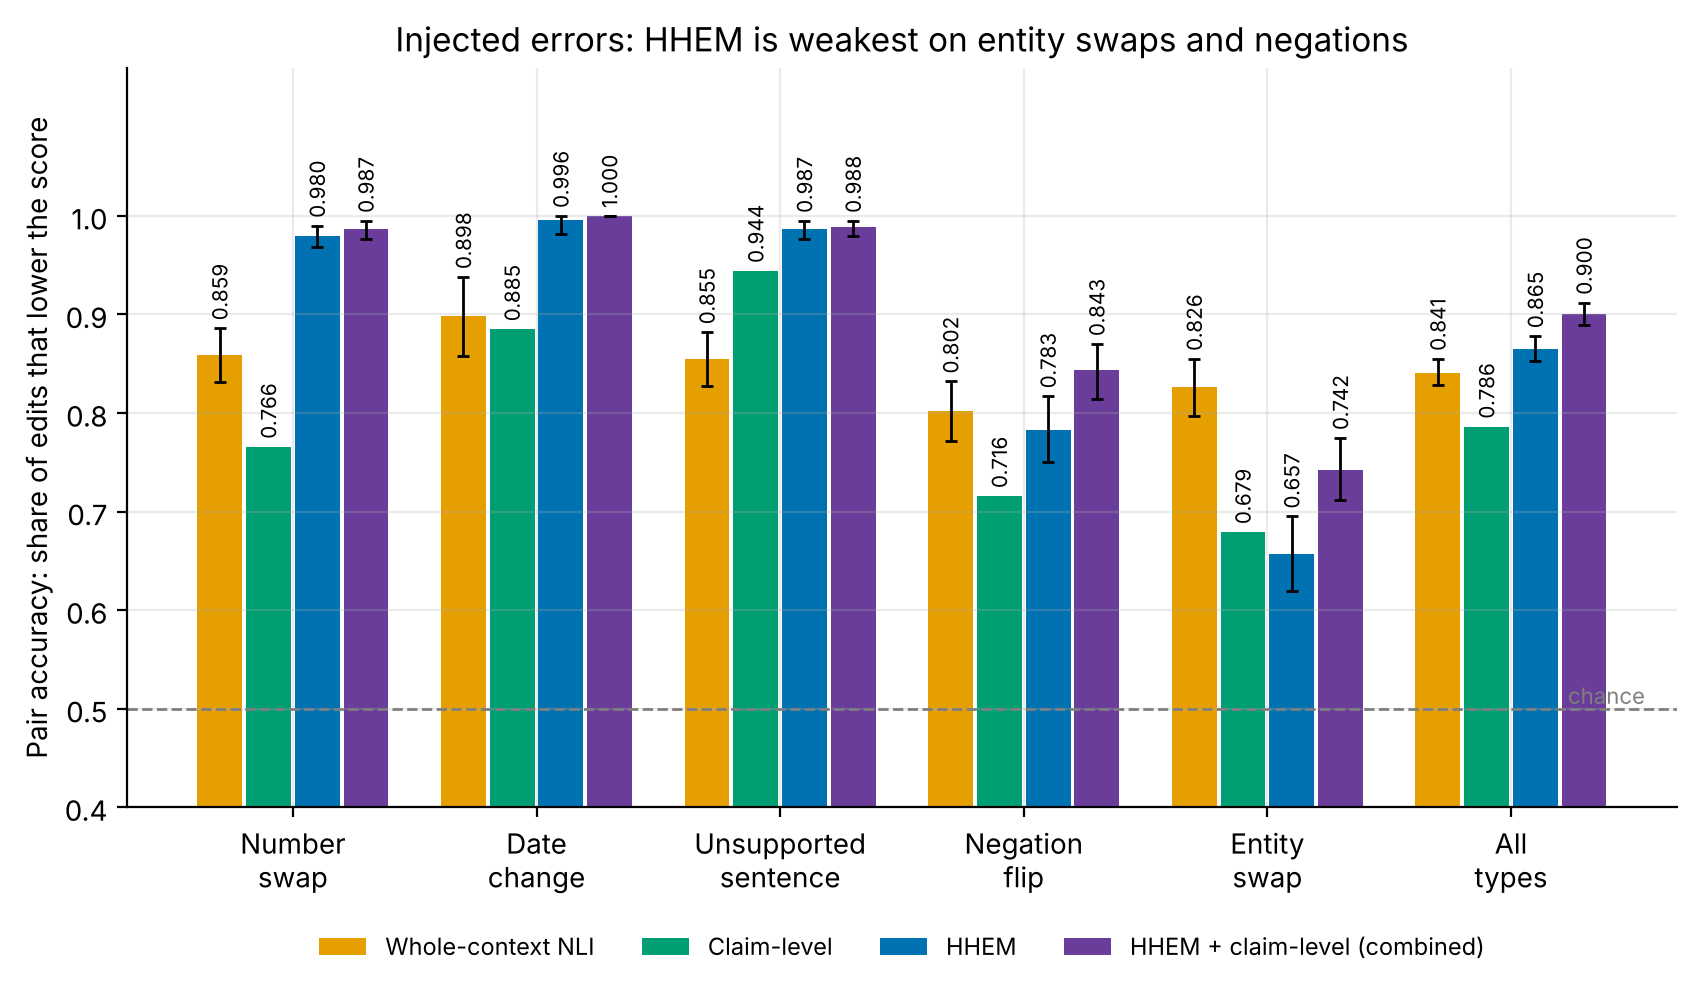 Injected errors: HHEM is weakest on entity swaps and negations
Pair accuracy: share of edits that lower the score
1.0
0.9
0.8
0.7
0.6
0.5
0.4
0.859
0.766
0.980
0.987
0.898
0.885
0.996
1.000
0.855
0.944
0.987
0.988
0.802
0.716
0.783
0.843
0.826
0.679
0.657
0.742
0.841
0.786
0.865
0.900
chance
Number
swap
Date
change
Unsupported
sentence
Negation
flip
Entity
swap
All
types
Whole-context NLI
Claim-level
HHEM
HHEM + claim-level (combined)